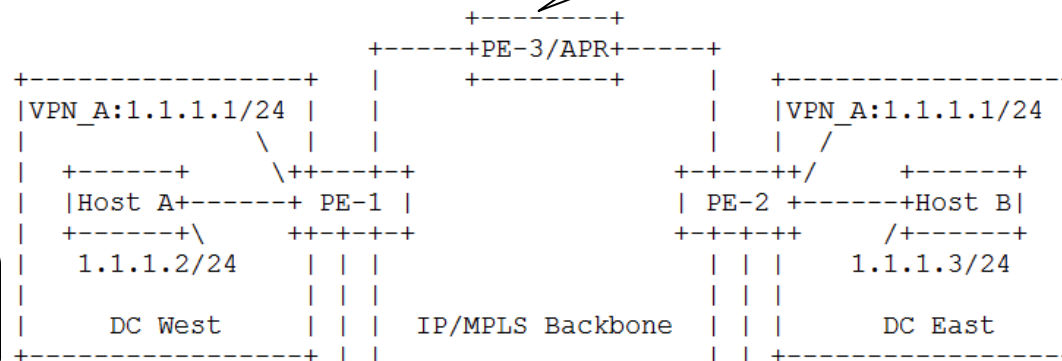 PE-3/APR
VPN_A:1.1.1.1/24 VPN_A:1.1.1.1/24
Host A PE-1 PE-2 Host B
1.1.1.2/24 1.1.1.3/24
DC West IP/MPLS Backbone DC East